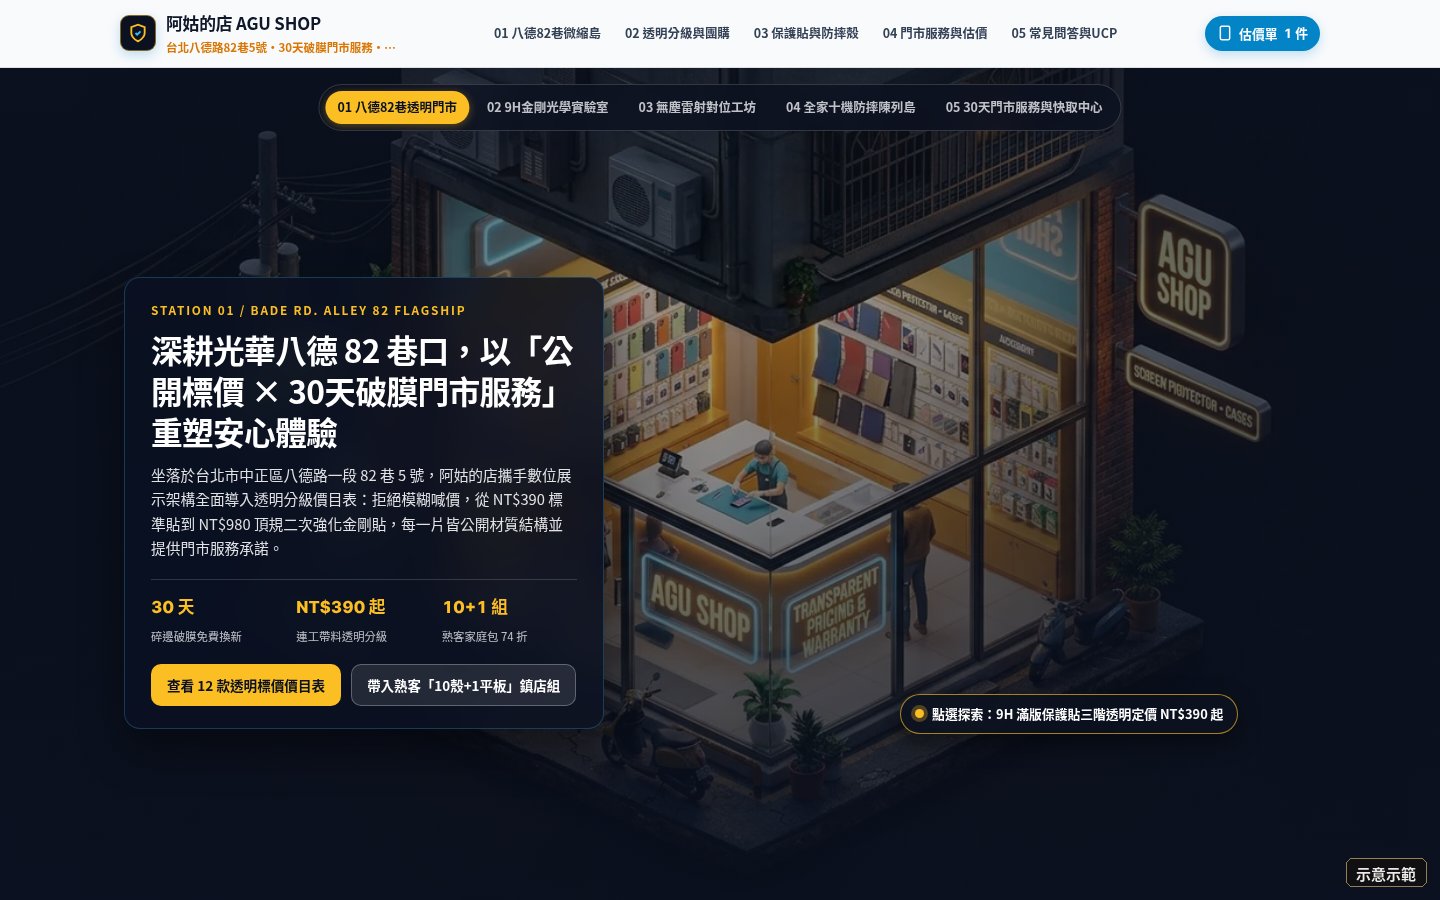 阿姑的店 AGU SHOP
台北八德路82巷5號・30天破膜門市服務・…
01 八德82巷微縮島
02 透明分級與團購
03 保護貼與防摔殼
04 門市服務與估價
05 常見問答與UCP
估價單 1 件
01 八德82巷透明門市
02 9H金剛光學實驗室
03 無塵雷射對位工坊
04 全家十機防摔陳列島
05 30天門市服務與快取中心
AGU
SHOP
STATION 01 / BADE RD. ALLEY 82 FLAGSHIP
深耕光華八德 82 巷口，以「公
開標價 × 30天破膜門市服務」
重塑安心體驗
坐落於台北市中正區八德路一段 82 巷 5 號，阿姑的店攜手數位展
示架構全面導入透明分級價目表：拒絕模糊喊價，從 NT$390 標
準貼到 NT$980 頂規二次強化金剛貼，每一片皆公開材質結構並
提供門市服務承諾。
30 天
碎邊破膜免費換新
NT$390 起
連工帶料透明分級
10+1 組
熟客家庭包 74 折
查看 12 款透明標價價目表
帶入熟客「10殼+1平板」鎮店組
AGU SHOP
TRANSPARENT
PRICING &
WARRANTY
點選探索：9H 滿版保護貼三階透明定價 NT$390 起
示意示範